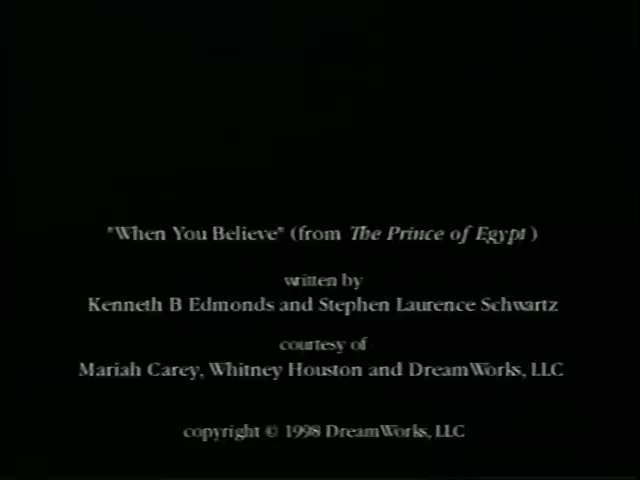 "When You Believe" (from The Prince of Egypt )
written by
Kenneth B Edmonds and Stephen Laurence Schwartz
courtesy of
Mariah Carey, Whitney Houston and DreamWorks, LLC
copyright © 1998 DreamWorks, LLC